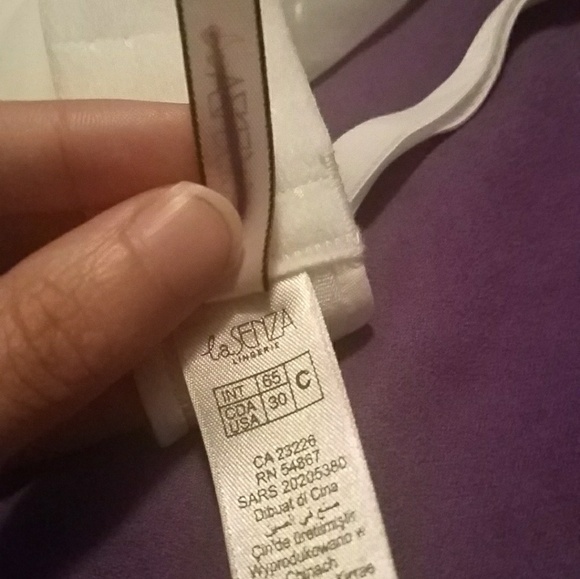 la SENZA
LINGERIE
INT 65 C
CDA USA 30
CA 23226
RN 54867
SARS 20205380
Dibuat di Cina
صنع في الصين
Çin'de üretilmiştir
Wyprodukowano w
Chinach